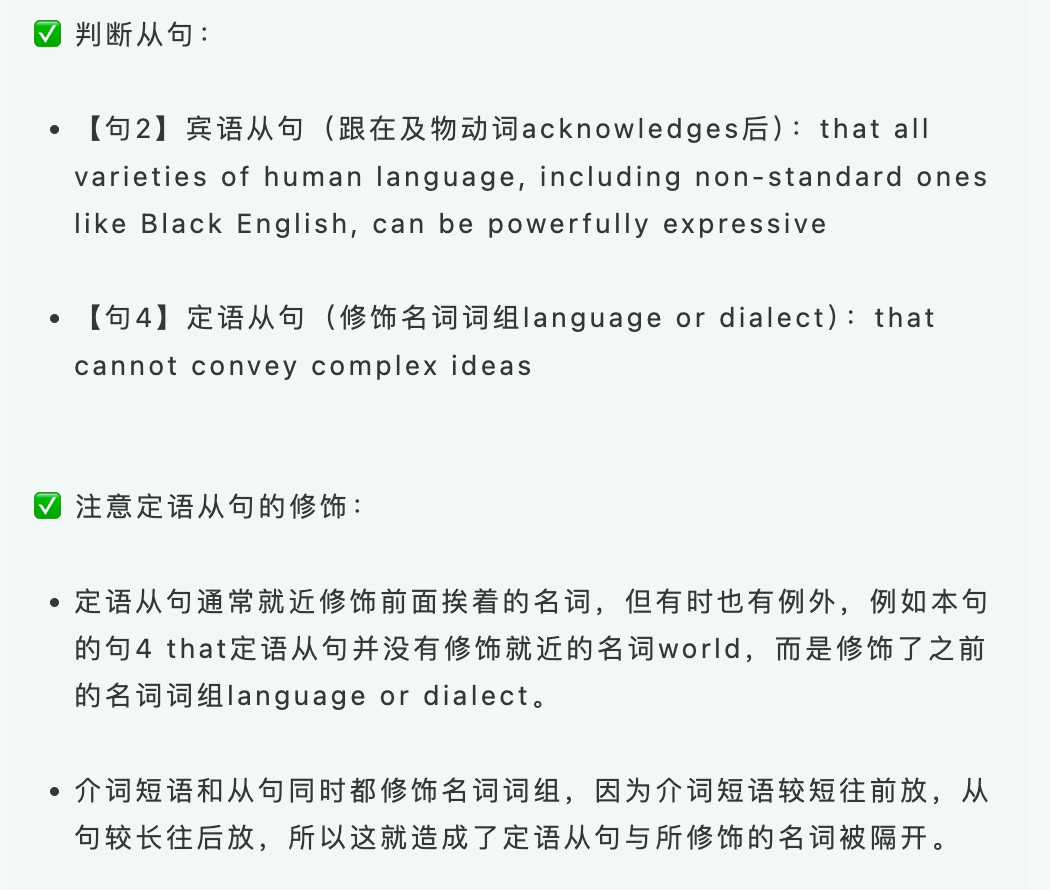 ✅ 判断从句：
• 【句2】宾语从句（跟在及物动词acknowledges后）：that all
varieties of human language, including non-standard ones
like Black English, can be powerfully expressive
• 【句4】定语从句（修饰名词词组language or dialect）：that
cannot convey complex ideas
✅ 注意定语从句的修饰：
• 定语从句通常就近修饰前面挨着的名词，但有时也有例外，例如本句
的句4 that定语从句并没有修饰就近的名词world，而是修饰了之前
的名词词组language or dialect。
• 介词短语和从句同时都修饰名词词组，因为介词短语较短往前放，从
句较长往后放，所以这就造成了定语从句与所修饰的名词被隔开。